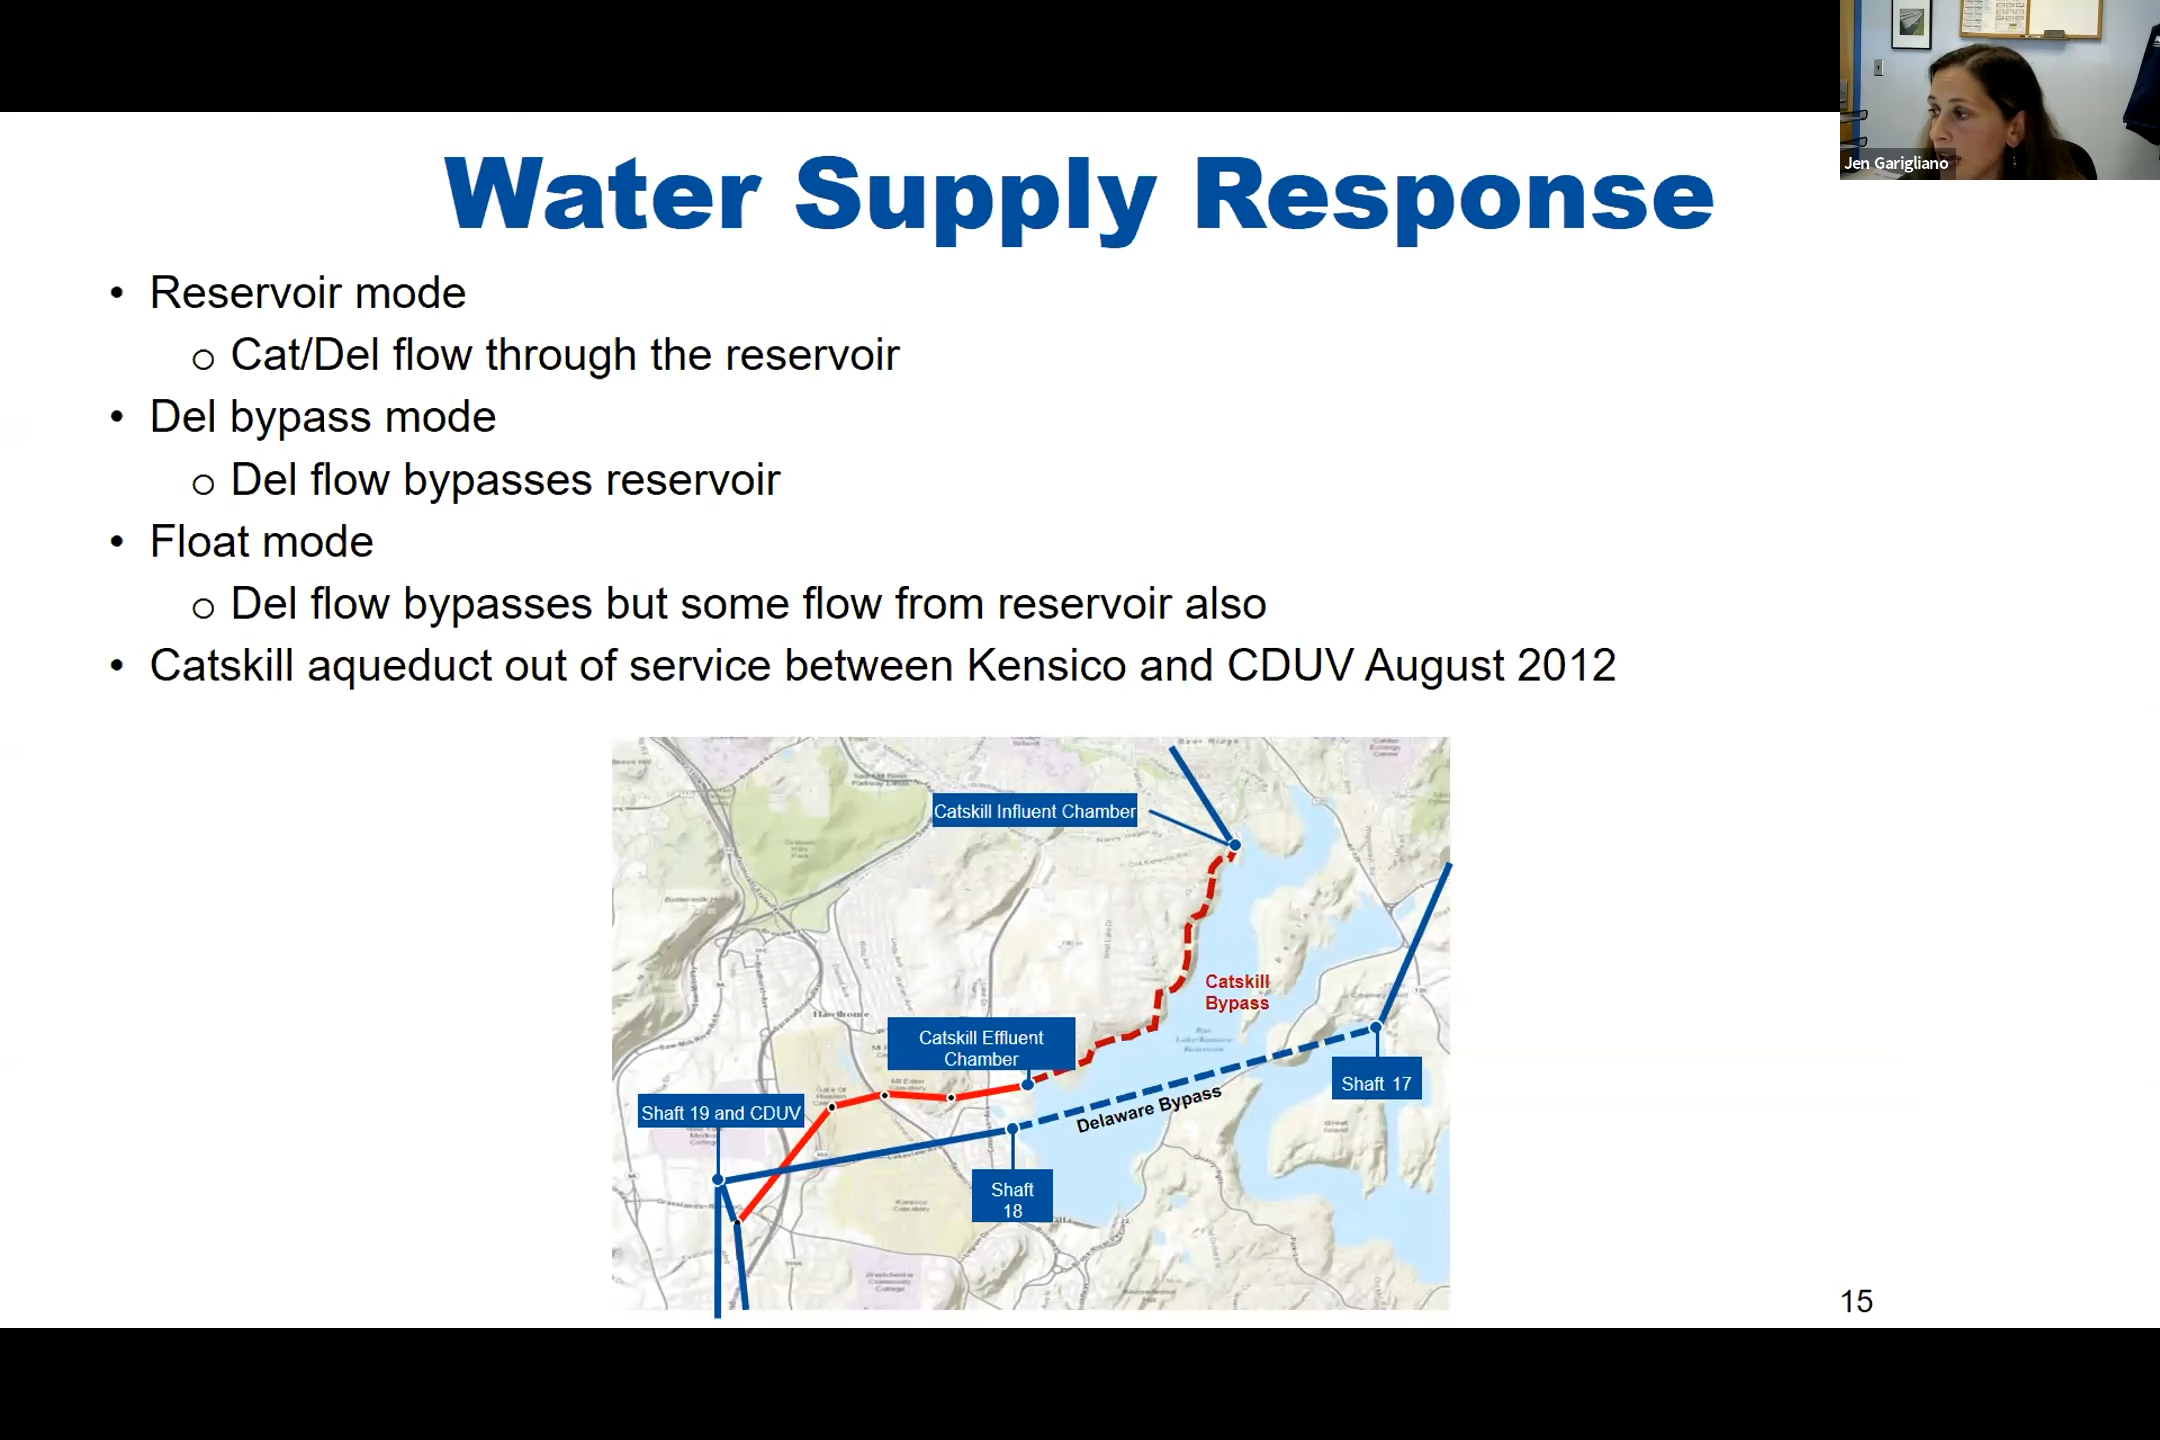 Jen Garigliano
Water Supply Response
• Reservoir mode
o Cat/Del flow through the reservoir
• Del bypass mode
o Del flow bypasses reservoir
• Float mode
o Del flow bypasses but some flow from reservoir also
• Catskill aqueduct out of service between Kensico and CDUV August 2012
Catskill Influent Chamber
Catskill
Bypass
Hawthorne
Catskill Effluent
Chamber
Shaft 17
Delaware Bypass
Shaft 19 and CDUV
Shaft
18
15